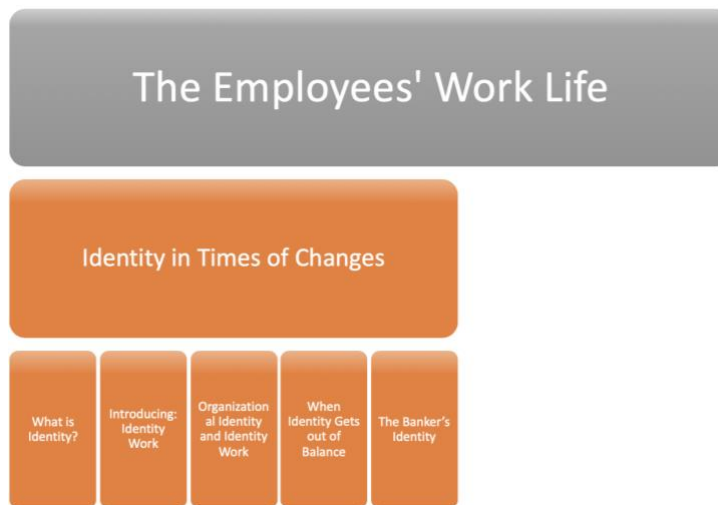 The Employees' Work Life
Identity in Times of Changes
What is
Identity?
Introducing:
Identity
Work
Organization
al Identity
and Identity
Work
When
Identity Gets
out of
Balance
The Banker’s
Identity